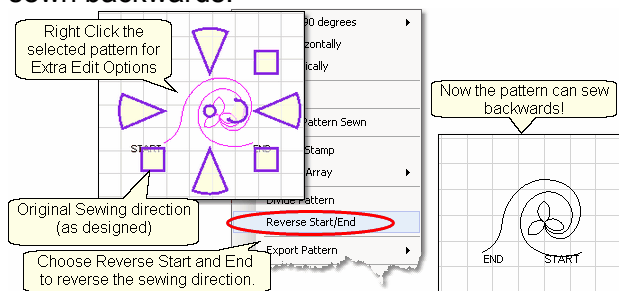 sewn backwards.
Right Click the
selected pattern for
Extra Edit Options
90 degrees
zontally
ically
Pattern Sewn
Stamp
Array
Divide Pattern
Reverse Start/End
Export Pattern
START
END
Original Sewing direction
(as designed)
Choose Reverse Start and End
to reverse the sewing direction.
Now the pattern can sew
backwards!
END
START